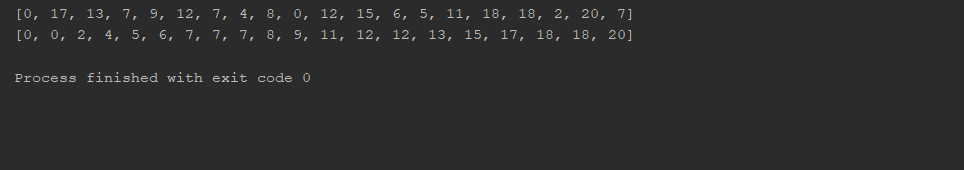 [0, 17, 13, 7, 9, 12, 7, 4, 8, 0, 12, 15, 6, 5, 11, 18, 18, 2, 20, 7]
[0, 0, 2, 4, 5, 6, 7, 7, 7, 8, 9, 11, 12, 12, 13, 15, 17, 18, 18, 20]
Process finished with exit code 0